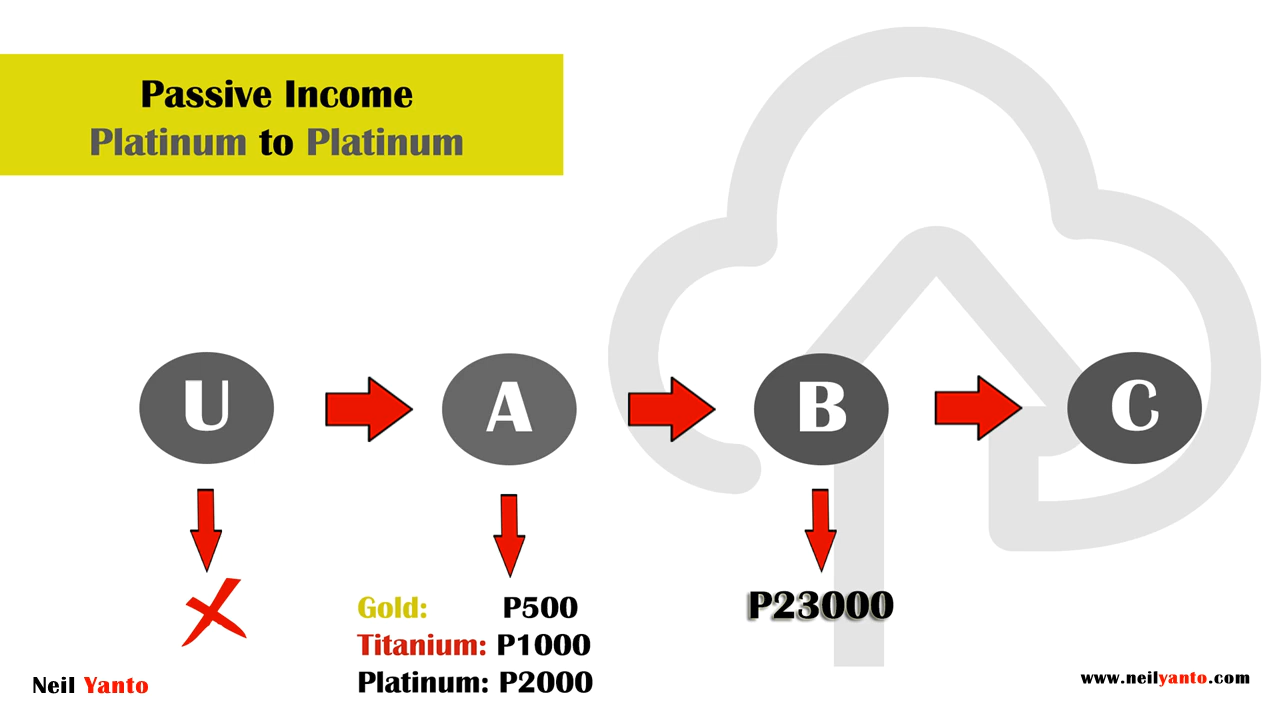 Passive Income
Platinum to Platinum
U A B C
Gold: P500
Titanium: P1000
Platinum: P2000
P23000
Neil Yanto
www.neilyanto.com